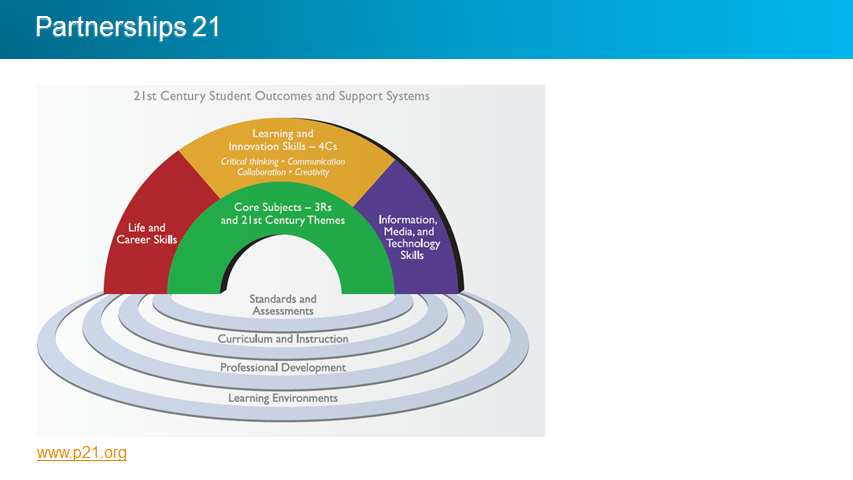 Partnerships 21
21st Century Student Outcomes and Support Systems
Learning and
Innovation Skills – 4Cs
Critical thinking • Communication
Collaboration • Creativity
Core Subjects – 3Rs
and 21st Century Themes
Life and
Career Skills
Information,
Media, and
Technology
Skills
Standards and
Assessments
Curriculum and Instruction
Professional Development
Learning Environments
www.p21.org